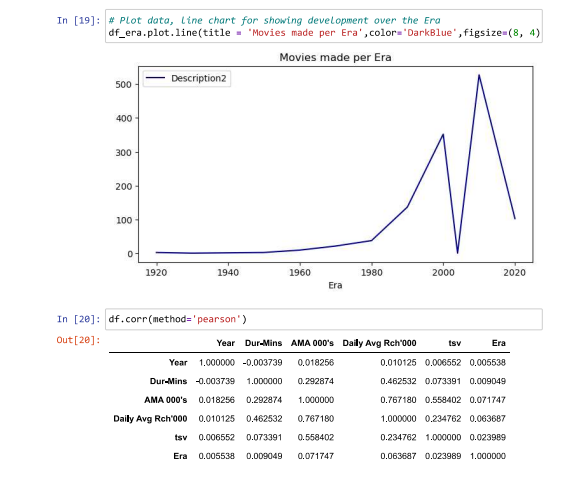 In [19]: # Plot data, line chart for showing development over the Era
df_era.plot.line(title = 'Movies made per Era',color='DarkBlue',figsize=(8, 4)
Movies made per Era
Description2
500
400
300
200
100
0
1920 1940 1960 1980 2000 2020
Era
In [20]: df.corr(method='pearson')
Out[20]:
Year Dur-Mins AMA 000's Daily Avg Rch'000 tsv Era
Year 1.000000 -0.003739 0.018256 0.010125 0.006552 0.005538
Dur-Mins -0.003739 1.000000 0.292874 0.462532 0.073391 0.009049
AMA 000's 0.018256 0.292874 1.000000 0.767180 0.558402 0.071747
Daily Avg Rch'000 0.010125 0.462532 0.767180 1.000000 0.234762 0.063687
tsv 0.006552 0.073391 0.558402 0.234762 1.000000 0.023989
Era 0.005538 0.009049 0.071747 0.063687 0.023989 1.000000